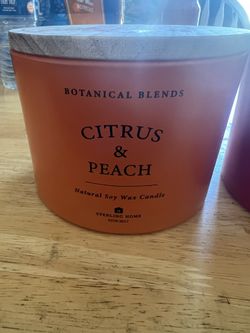 BOTANICAL BLENDS
CITRUS
&
PEACH
Natural Soy Wax Candle
STERLING HOME